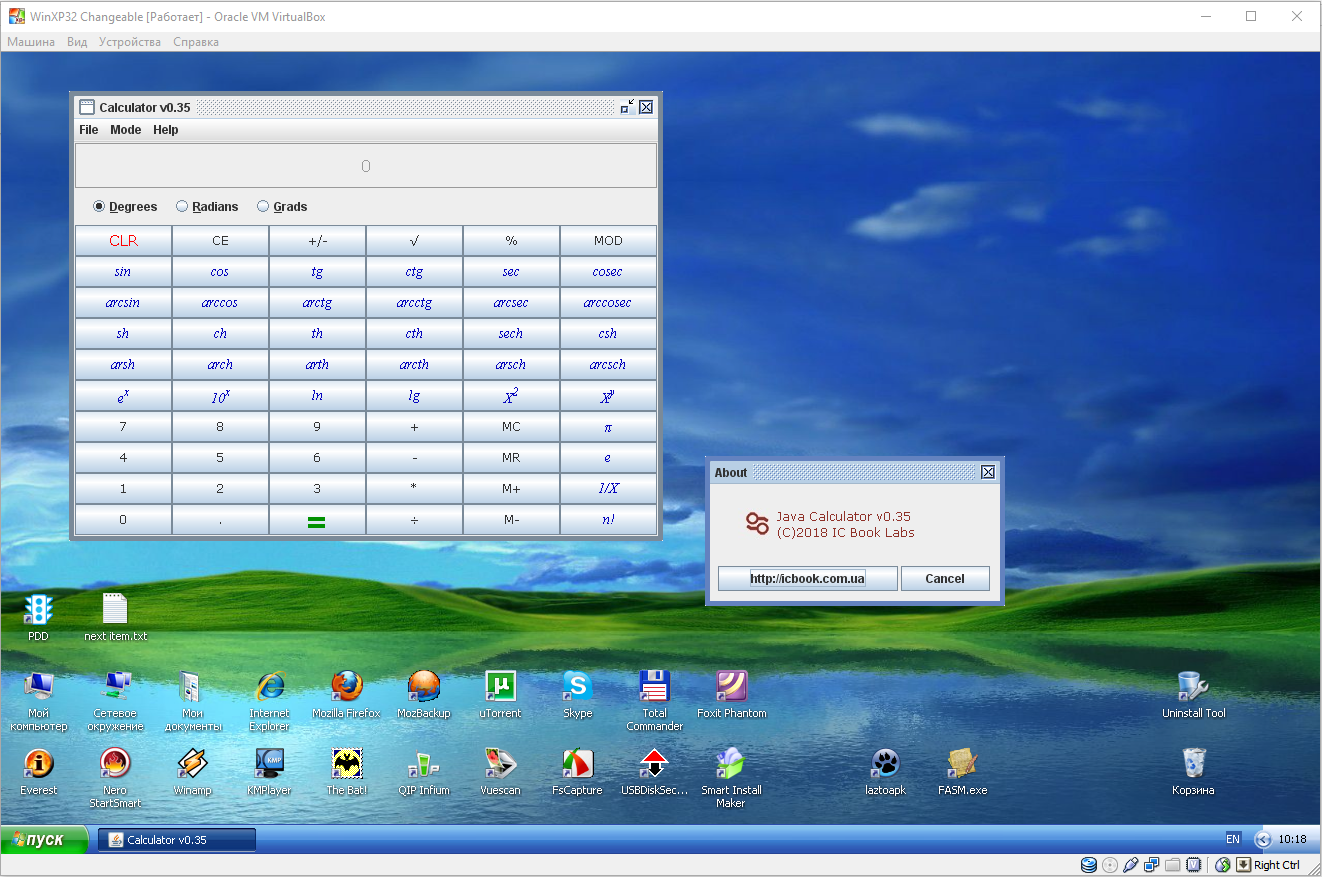 WinXP32 Changeable [Работает] - Oracle VM VirtualBox
Машина Вид Устройства Справка
Calculator v0.35
File Mode Help
0
Degrees Radians Grads
CLR CE +/- √ % MOD
sin cos tg ctg sec cosec
arcsin arccos arctg arcctg arcsec arccosec
sh ch th cth sech csh
arsh arch arth arcth arsch arcsch
e^x 10^x ln lg X^2 X^y
7 8 9 + MC π
4 5 6 - MR e
1 2 3 * M+ 1/X
0 . = ÷ M- n!
About
Java Calculator v0.35
(C)2018 IC Book Labs
http://icbook.com.ua Cancel
PDD next item.txt
Мой компьютер
Сетевое окружение
Мои документы
Internet Explorer
Mozilla Firefox
MozBackup
uTorrent
Skype
Total Commander
Foxit Phantom
Uninstall Tool
Everest
Nero StartSmart
Winamp
KMPlayer
The Bat!
QIP Infium
Vuescan
FsCapture
USBDiskSec...
Smart Install Maker
laztoapk
FASM.exe
Корзина
пуск Calculator v0.35 EN 10:18
Right Ctrl